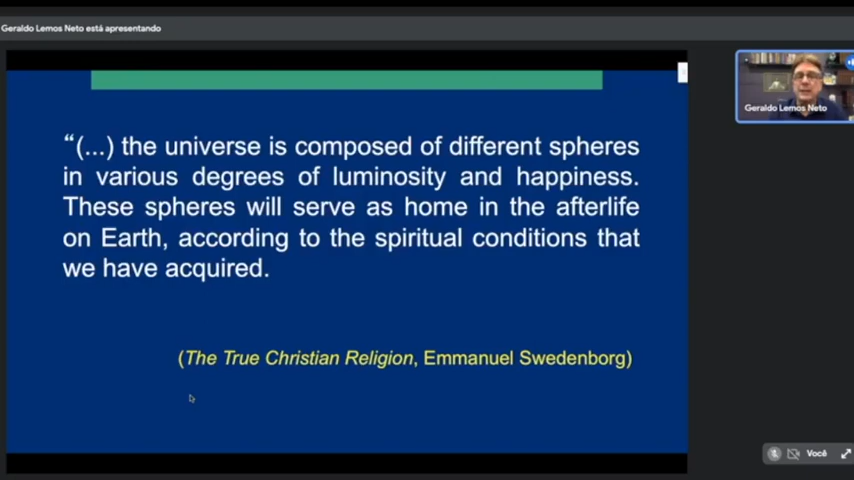 Geraldo Lemos Neto está apresentando
“(...) the universe is composed of different spheres
in various degrees of luminosity and happiness.
These spheres will serve as home in the afterlife
on Earth, according to the spiritual conditions that
we have acquired.
(The True Christian Religion, Emmanuel Swedenborg)
Geraldo Lemos Neto
Você